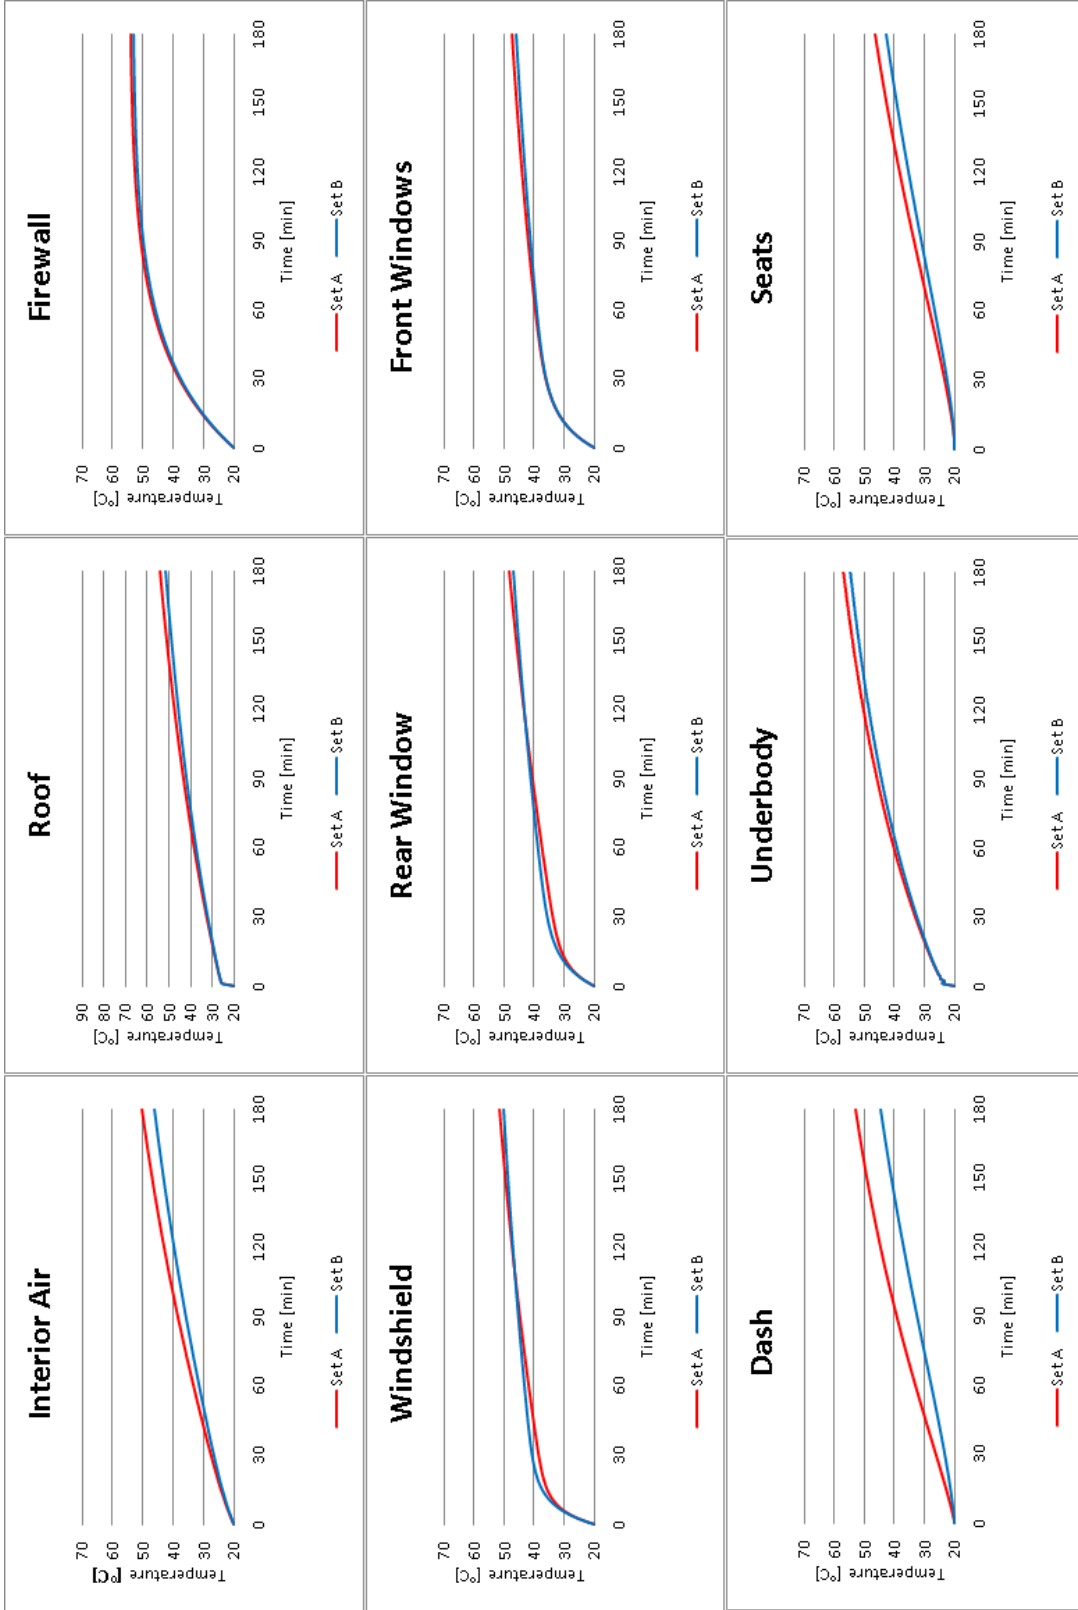 Interior Air
Temperature [°C]
70
60
50
40
30
20
0 30 60 90 120 150 180
Time [min]
Set A Set B
Roof
Temperature [°C]
90
80
70
60
50
40
30
20
0 30 60 90 120 150 180
Time [min]
Set A Set B
Firewall
Temperature [°C]
70
60
50
40
30
20
0 30 60 90 120 150 180
Time [min]
Set A Set B
Windshield
Temperature [°C]
70
60
50
40
30
20
0 30 60 90 120 150 180
Time [min]
Set A Set B
Rear Window
Temperature [°C]
70
60
50
40
30
20
0 30 60 90 120 150 180
Time [min]
Set A Set B
Front Windows
Temperature [°C]
70
60
50
40
30
20
0 30 60 90 120 150 180
Time [min]
Set A Set B
Dash
Temperature [°C]
70
60
50
40
30
20
0 30 60 90 120 150 180
Time [min]
Set A Set B
Underbody
Temperature [°C]
70
60
50
40
30
20
0 30 60 90 120 150 180
Time [min]
Set A Set B
Seats
Temperature [°C]
70
60
50
40
30
20
0 30 60 90 120 150 180
Time [min]
Set A Set B